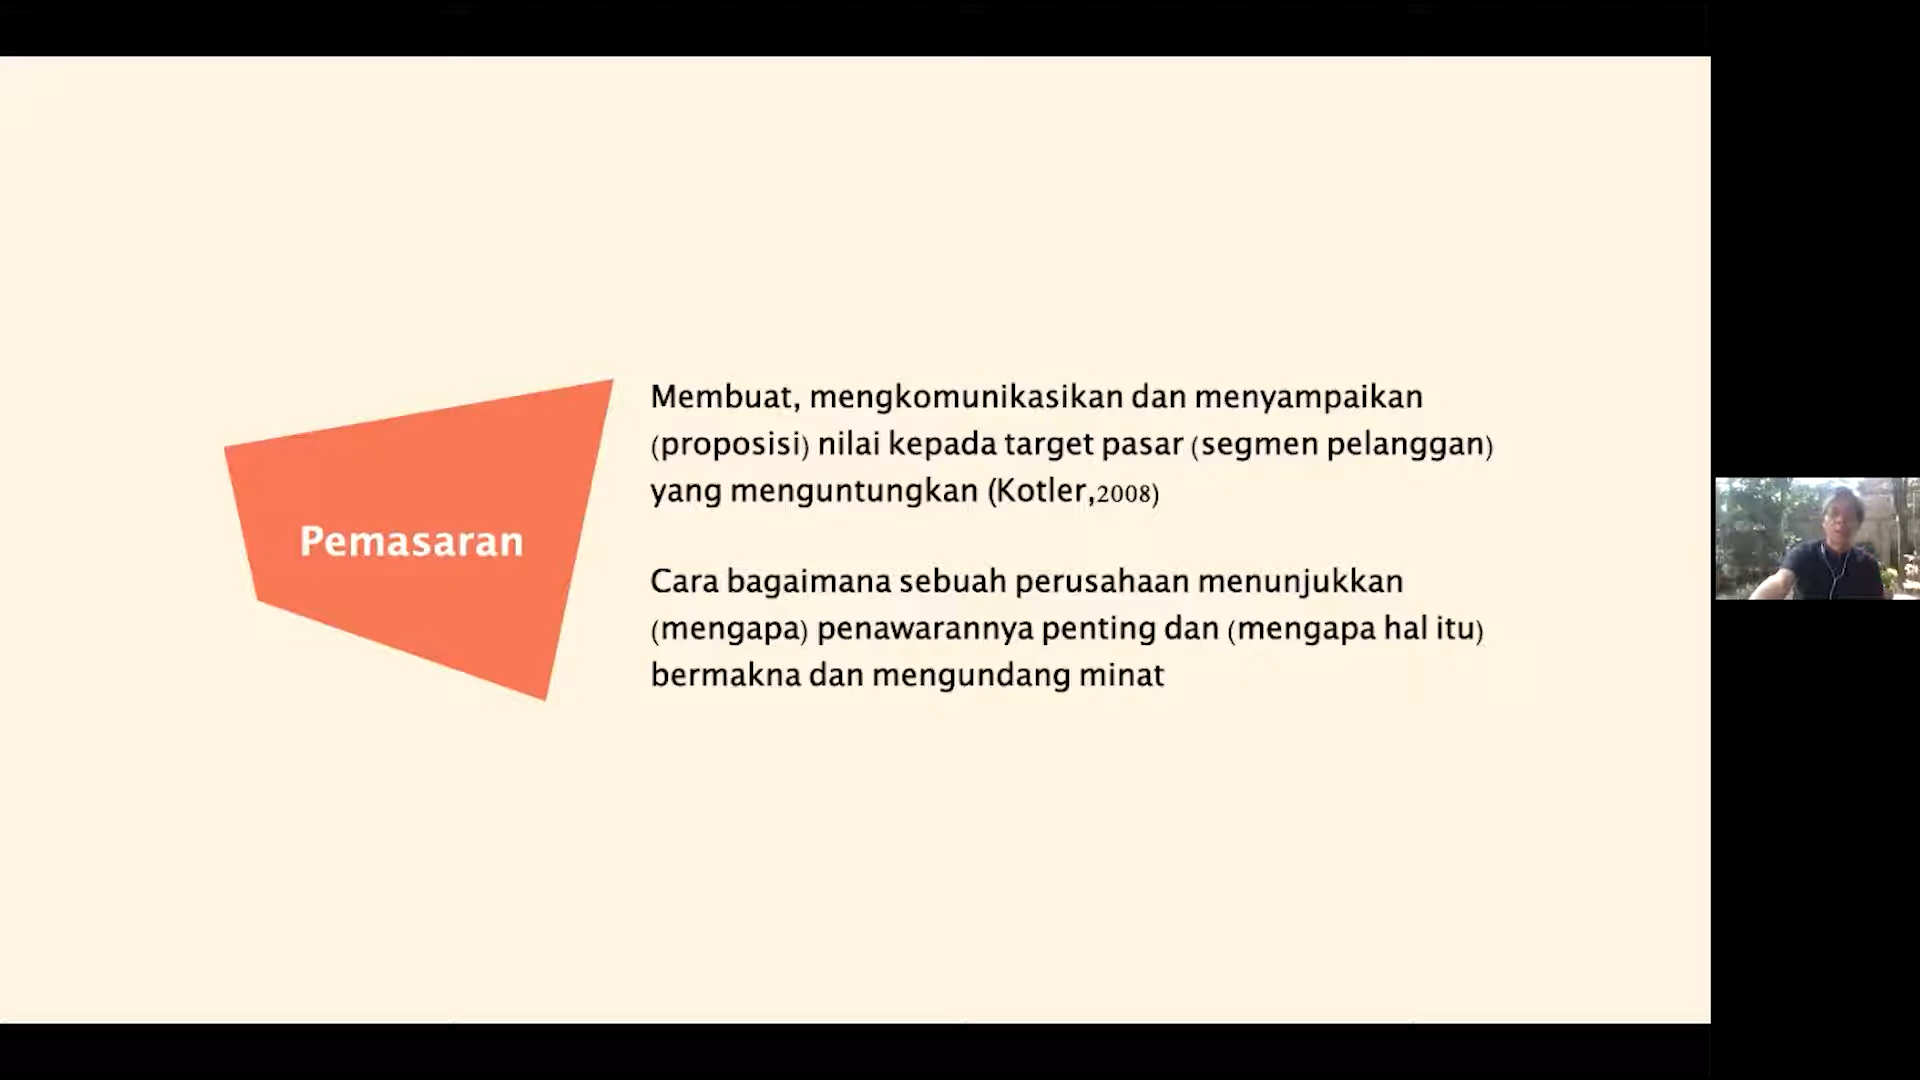 Pemasaran
Membuat, mengkomunikasikan dan menyampaikan
(proposisi) nilai kepada target pasar (segmen pelanggan)
yang menguntungkan (Kotler,2008)
Cara bagaimana sebuah perusahaan menunjukkan
(mengapa) penawarannya penting dan (mengapa hal itu)
bermakna dan mengundang minat